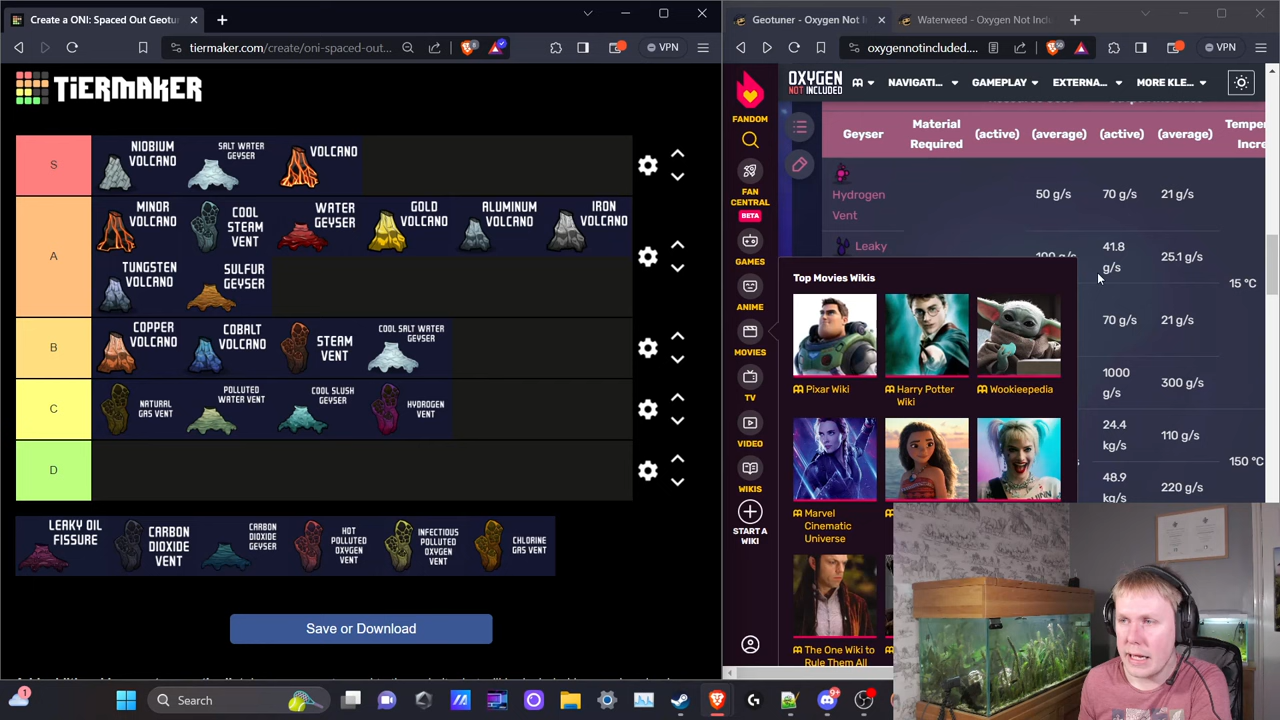 Create a ONI: Spaced Out Geotur
tiermaker.com/create/oni-spaced-out...
VPN
TIERMAKER
S
NIOBIUM VOLCANO
SALT WATER GEYSER
VOLCANO
A
MINOR VOLCANO
COOL STEAM VENT
WATER GEYSER
GOLD VOLCANO
ALUMINUM VOLCANO
IRON VOLCANO
TUNGSTEN VOLCANO
SULFUR GEYSER
B
COPPER VOLCANO
COBALT VOLCANO
STEAM VENT
COOL SALT WATER GEYSER
C
NATURAL GAS VENT
POLLUTED WATER VENT
COOL SLUSH GEYSER
HYDROGEN VENT
D
LEAKY OIL FISSURE
CARBON DIOXIDE VENT
CARBON DIOXIDE GEYSER
HOT POLLUTED OXYGEN VENT
INFECTIOUS POLLUTED OXYGEN VENT
CHLORINE GAS VENT
Save or Download
Geotuner - Oxygen Not In
Waterweed - Oxygen Not Incl
oxygennotincluded....
VPN
OXYGEN NOT INCLUDED
NAVIGATI...
GAMEPLAY
EXTERNA...
MORE KLE...
FANDOM
FAN CENTRAL
BETA
GAMES
ANIME
MOVIES
TV
VIDEO
WIKIS
START A WIKI
Geyser
Material Required
(active)
(average)
(active)
(average)
Tempe
Incre
Hydrogen Vent
50 g/s
70 g/s
21 g/s
Leaky
41.8 g/s
25.1 g/s
15 °C
70 g/s
21 g/s
1000 g/s
300 g/s
24.4 kg/s
110 g/s
150 °C
48.9 kg/s
220 g/s
Top Movies Wikis
Pixar Wiki
Harry Potter Wiki
Wookieepedia
Marvel Cinematic Universe
The One Wiki to Rule Them All
1
Search